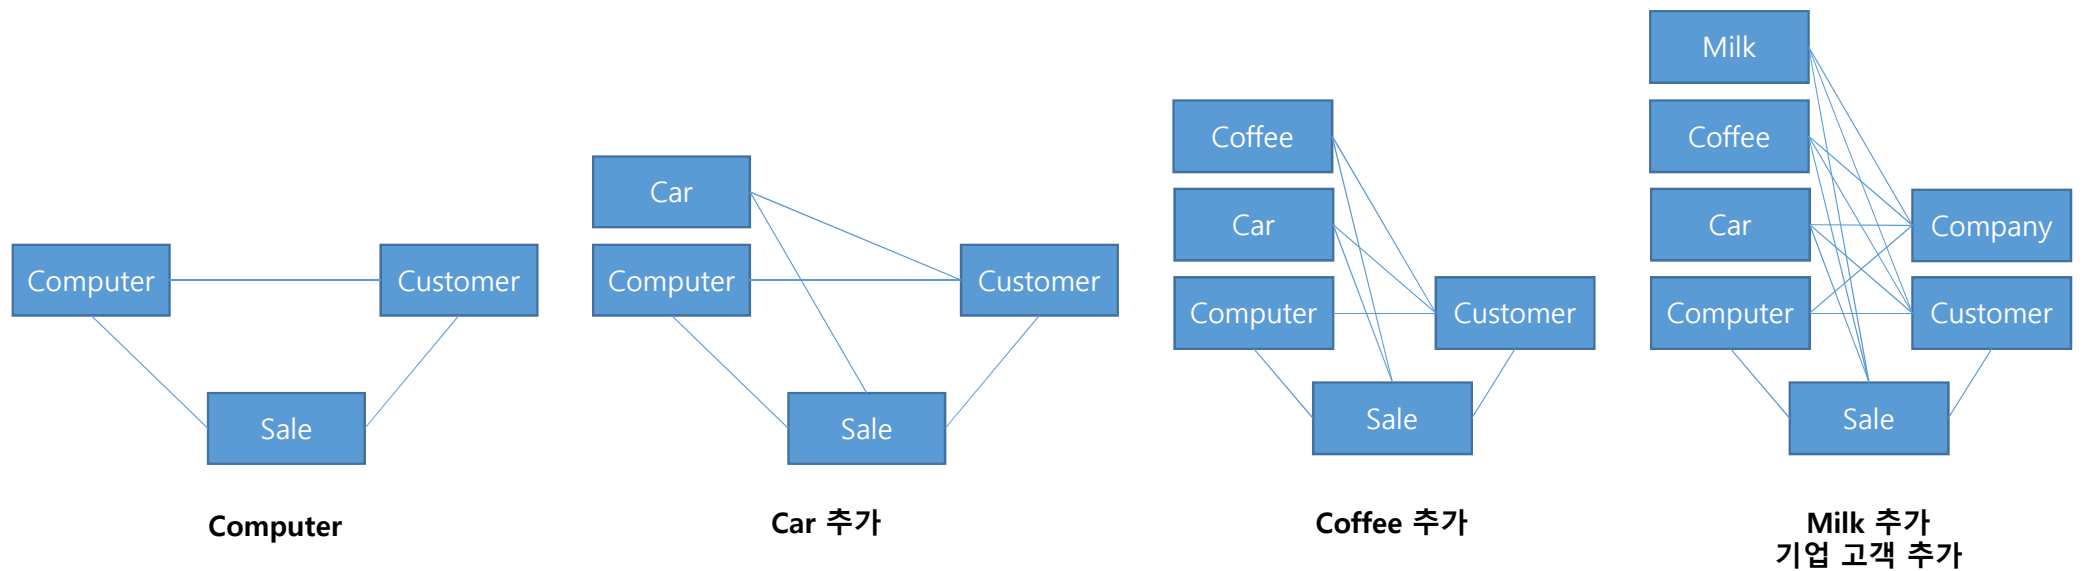 Computer
Customer
Sale
Computer
Car
Computer
Customer
Sale
Car 추가
Coffee
Car
Computer
Customer
Sale
Coffee 추가
Milk
Coffee
Car
Company
Computer
Customer
Sale
Milk 추가
기업 고객 추가